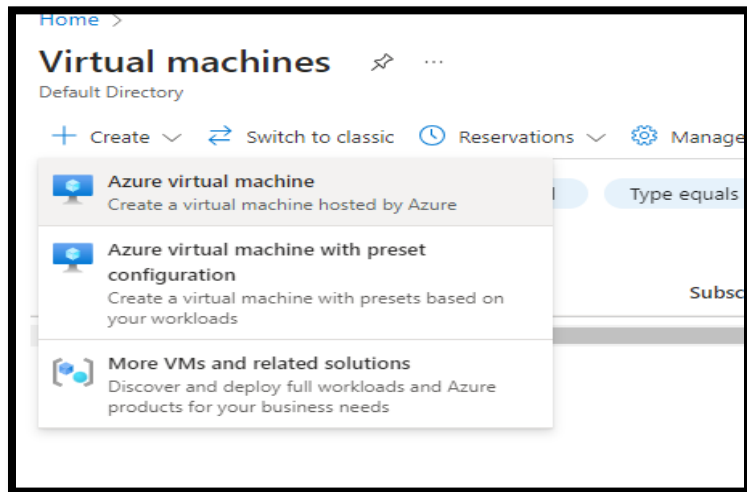 Home >
Virtual machines ...
Default Directory
+ Create Switch to classic Reservations Manage
Azure virtual machine
Create a virtual machine hosted by Azure
Type equals
Azure virtual machine with preset
configuration
Create a virtual machine with presets based on
your workloads
Subsc
More VMs and related solutions
Discover and deploy full workloads and Azure
products for your business needs